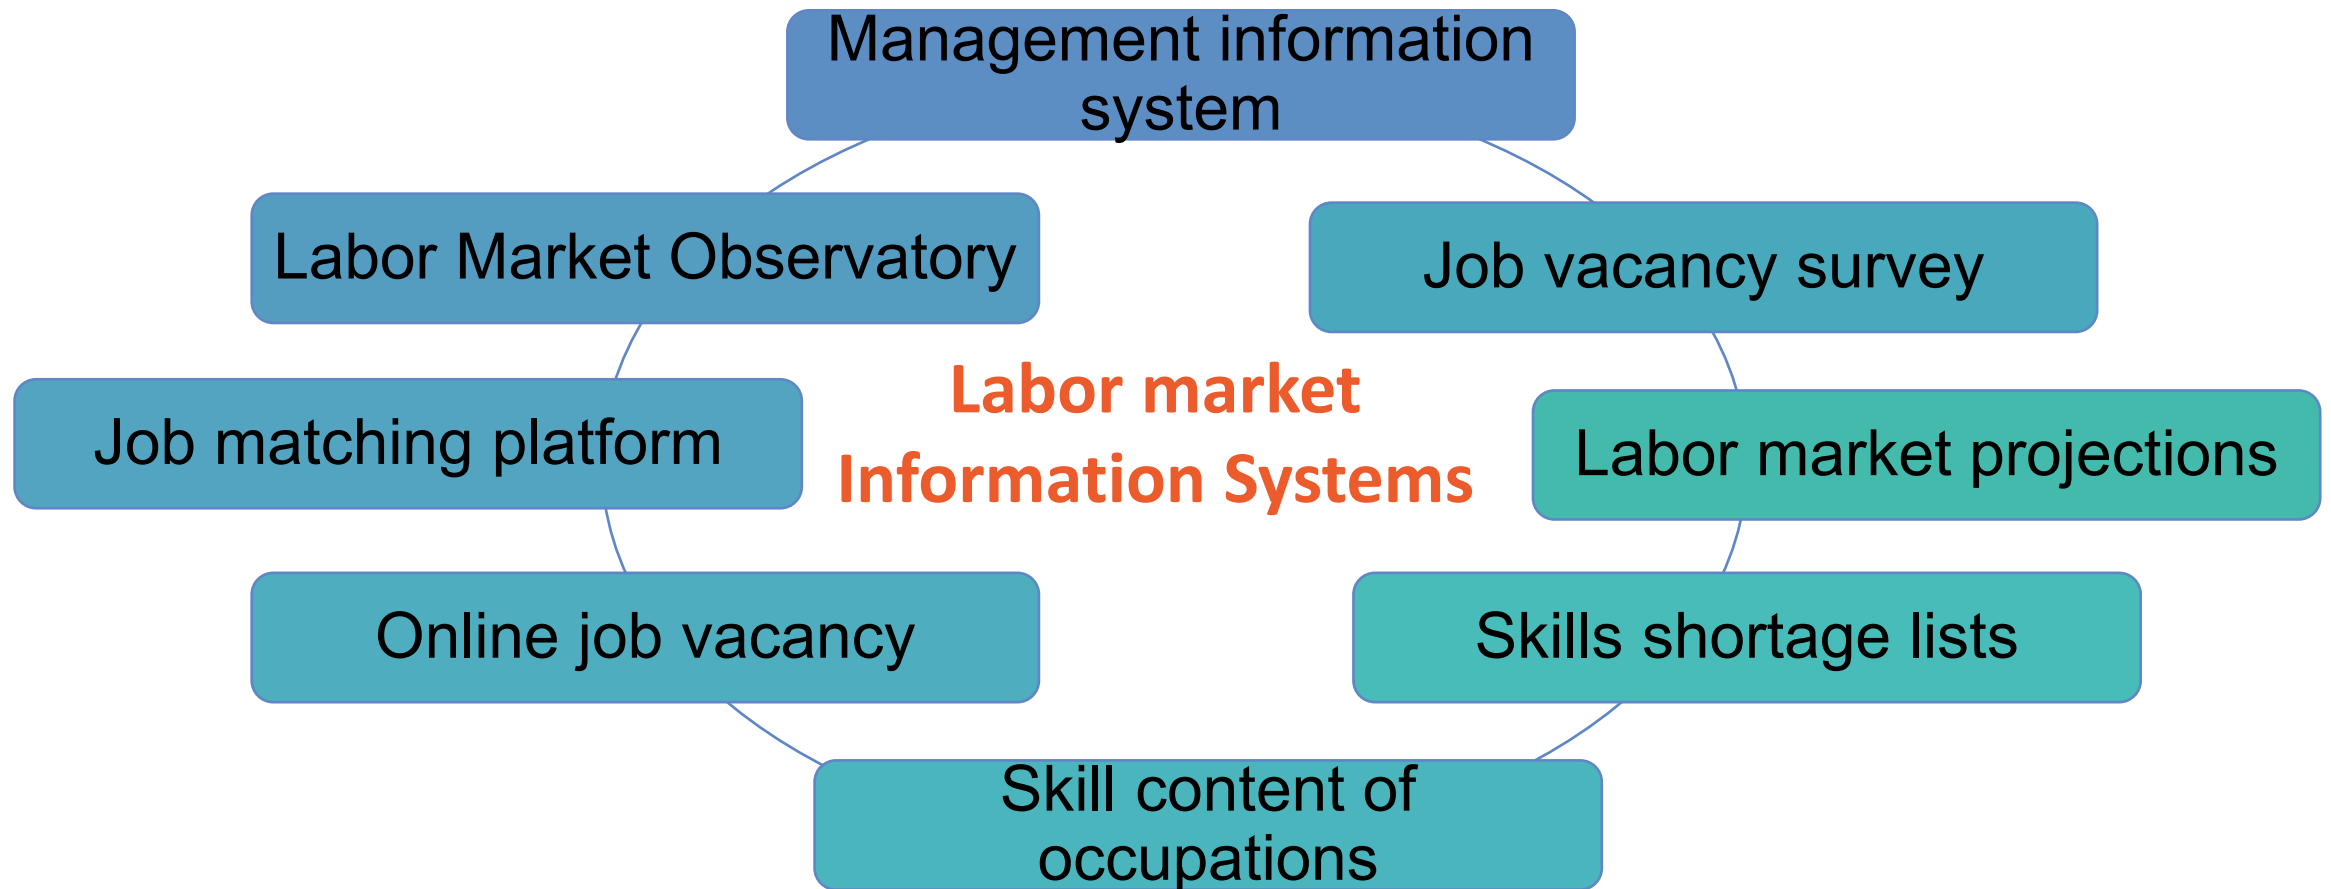 Management information
system
Labor Market Observatory
Job vacancy survey
Labor market
Information Systems
Job matching platform
Labor market projections
Online job vacancy
Skills shortage lists
Skill content of
occupations